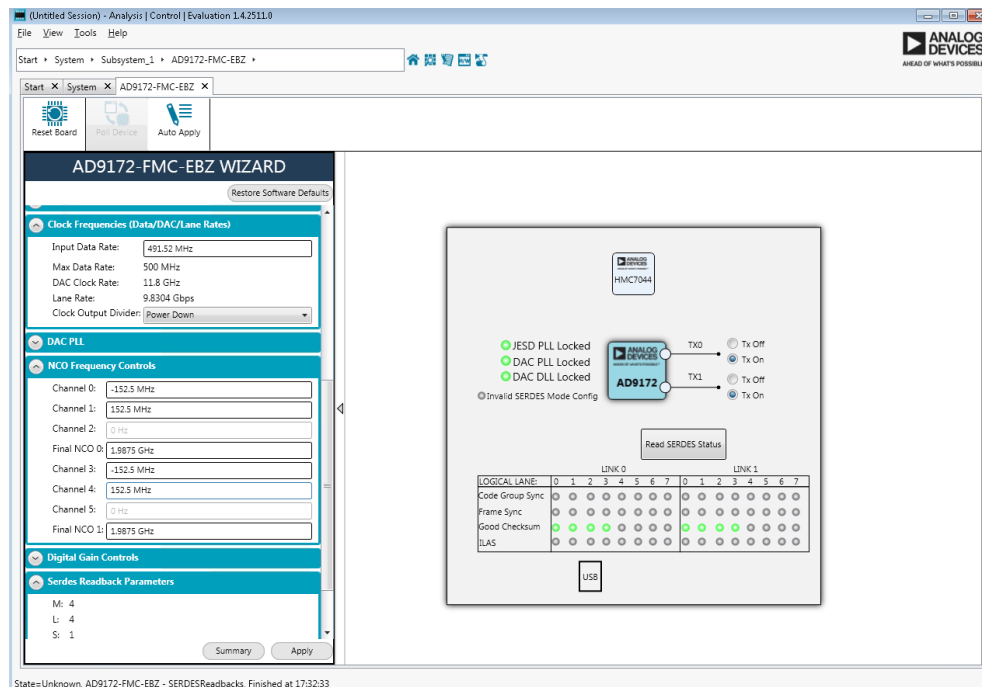 (Untitled Session) - Analysis | Control | Evaluation 1.4.2511.0
File View Tools Help
ANALOG
DEVICES
AHEAD OF WHAT'S POSSIBLE
Start ▸ System ▸ Subsystem_1 ▸ AD9172-FMC-EBZ ▸
Start System AD9172-FMC-EBZ
Reset Board Poll Device Auto Apply
AD9172-FMC-EBZ WIZARD
Restore Software Defaults
Clock Frequencies (Data/DAC/Lane Rates)
Input Data Rate: 491.52 MHz
Max Data Rate: 500 MHz
DAC Clock Rate: 11.8 GHz
Lane Rate: 9.8304 Gbps
Clock Output Divider: Power Down
DAC PLL
NCO Frequency Controls
Channel 0: -152.5 MHz
Channel 1: 152.5 MHz
Channel 2: 0 Hz
Final NCO 0: 1.9875 GHz
Channel 3: -152.5 MHz
Channel 4: 152.5 MHz
Channel 5: 0 Hz
Final NCO 1: 1.9875 GHz
Digital Gain Controls
Serdes Readback Parameters
M: 4
L: 4
S: 1
Summary Apply
ANALOG
DEVICES
HMC7044
JESD PLL Locked
DAC PLL Locked
DAC DLL Locked
Invalid SERDES Mode Config
ANALOG
DEVICES
AD9172
TX0 Tx Off
Tx On
TX1 Tx Off
Tx On
Read SERDES Status
LINK 0 LINK 1
LOGICAL LANE: 0 1 2 3 4 5 6 7 0 1 2 3 4 5 6 7
Code Group Sync
Frame Sync
Good Checksum
ILAS
USB
State=Unknown, AD9172-FMC-EBZ - SERDESReadbacks, Finished at 17:32:33